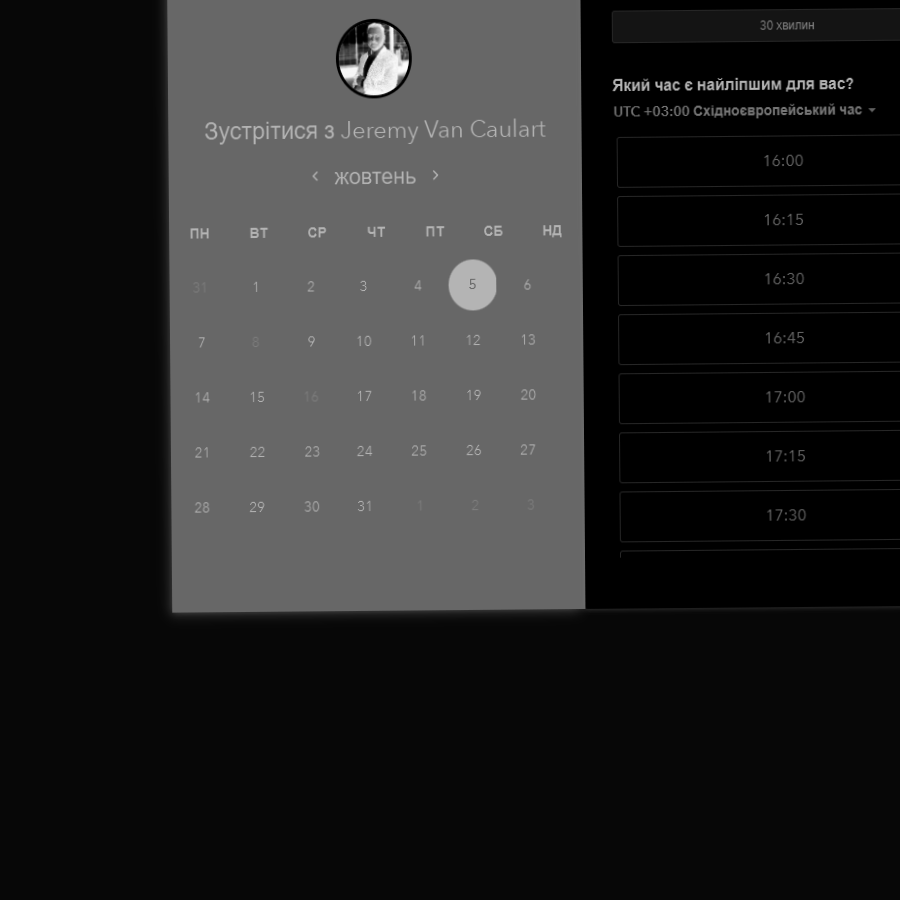 Зустрітися з Jeremy Van Caulart
жовтень
ПН ВТ СР ЧТ ПТ СБ НД
31 1 2 3 4 5 6
7 8 9 10 11 12 13
14 15 16 17 18 19 20
21 22 23 24 25 26 27
28 29 30 31 1 2 3
30 хвилин
Який час є найліпшим для вас?
UTC +03:00 Східноєвропейський час
16:00
16:15
16:30
16:45
17:00
17:15
17:30